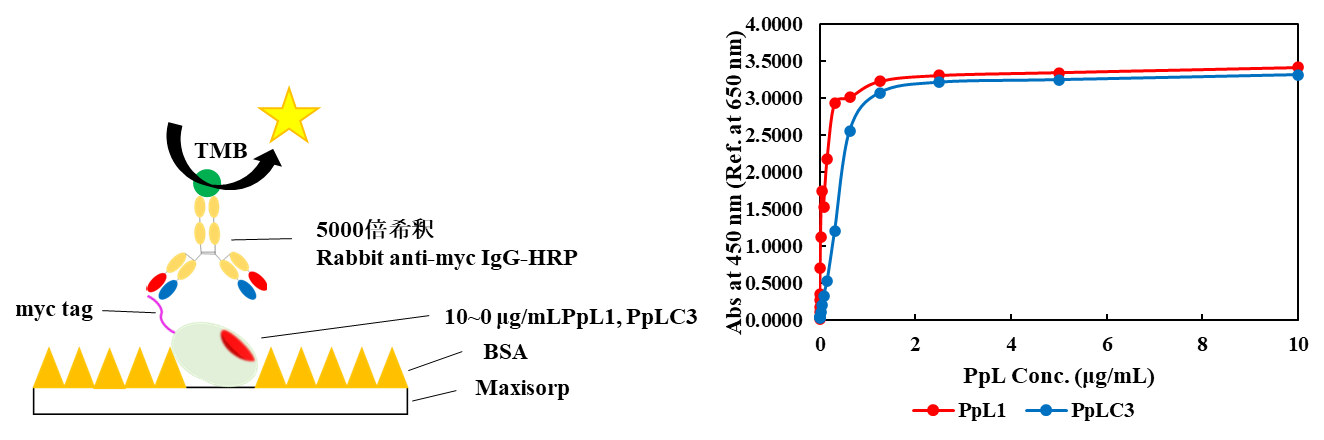 TMB
5000倍希釈
Rabbit anti-myc IgG-HRP
myc tag
10~0 μg/mLPpL1, PpLC3
BSA
Maxisorp
Abs at 450 nm (Ref. at 650 nm)
4.0000
3.5000
3.0000
2.5000
2.0000
1.5000
1.0000
0.5000
0.0000
0 2 4 6 8 10
PpL Conc. (μg/mL)
PpL1 PpLC3